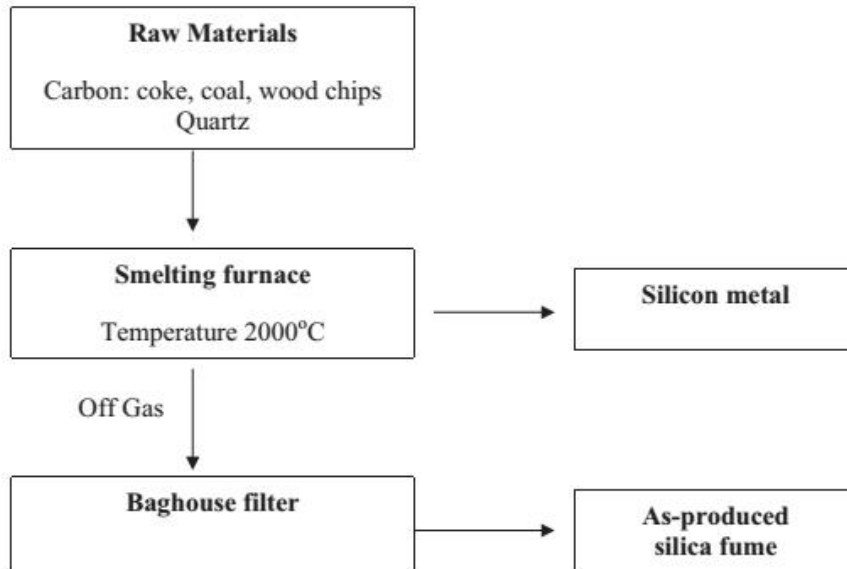 Raw Materials
Carbon: coke, coal, wood chips
Quartz
Smelting furnace
Temperature 2000°C
Silicon metal
Off Gas
Baghouse filter
As-produced
silica fume